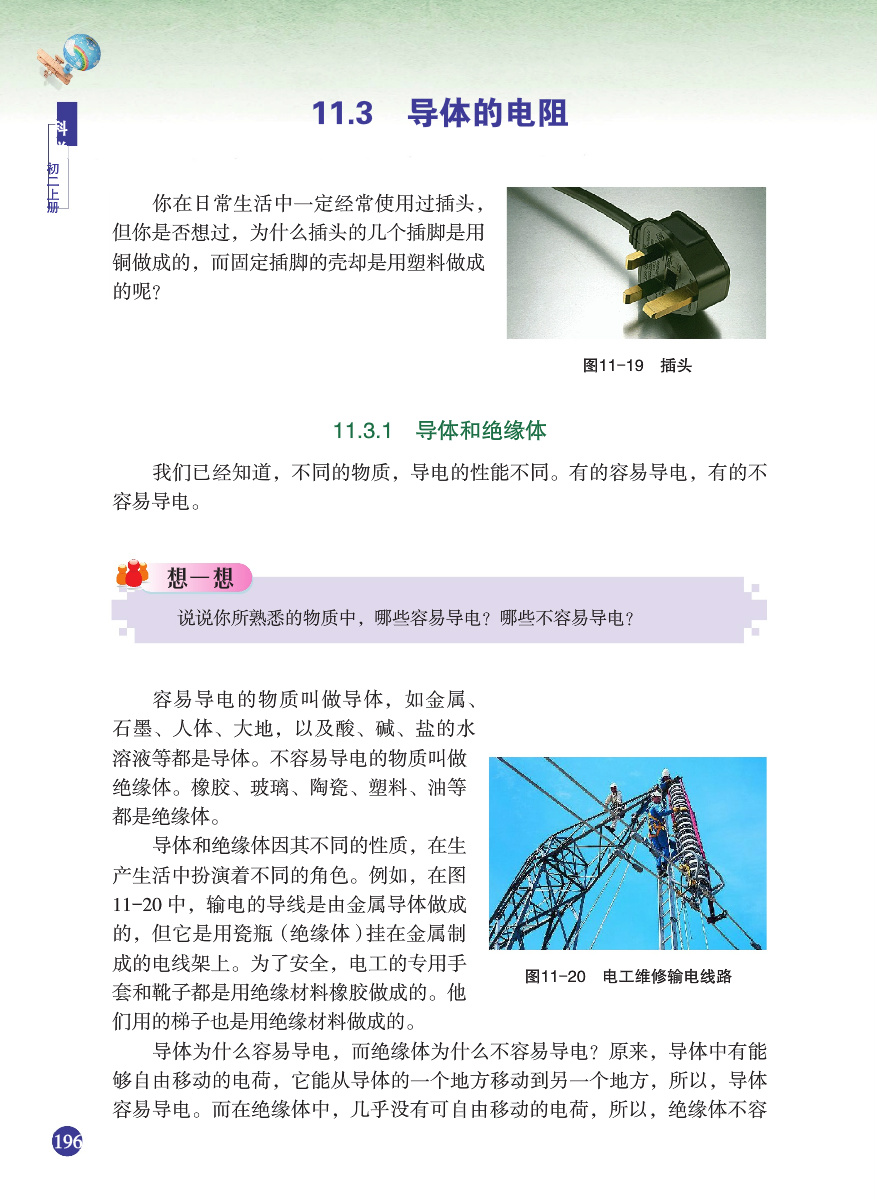 科
初二上册
11.3 导体的电阻
你在日常生活中一定经常使用过插头，
但你是否想过，为什么插头的几个插脚是用
铜做成的，而固定插脚的壳却是用塑料做成
的呢？
图11-19 插头
11.3.1 导体和绝缘体
我们已经知道，不同的物质，导电的性能不同。有的容易导电，有的不
容易导电。
想一想
说说你所熟悉的物质中，哪些容易导电？哪些不容易导电？
容易导电的物质叫做导体，如金属、
石墨、人体、大地，以及酸、碱、盐的水
溶液等都是导体。不容易导电的物质叫做
绝缘体。橡胶、玻璃、陶瓷、塑料、油等
都是绝缘体。
导体和绝缘体因其不同的性质，在生
产生活中扮演着不同的角色。例如，在图
11-20 中，输电的导线是由金属导体做成
的，但它是用瓷瓶（绝缘体）挂在金属制
成的电线架上。为了安全，电工的专用手
套和靴子都是用绝缘材料橡胶做成的。他
们用的梯子也是用绝缘材料做成的。
图11-20 电工维修输电线路
导体为什么容易导电，而绝缘体为什么不容易导电？原来，导体中有能
够自由移动的电荷，它能从导体的一个地方移动到另一个地方，所以，导体
容易导电。而在绝缘体中，几乎没有可自由移动的电荷，所以，绝缘体不容
196